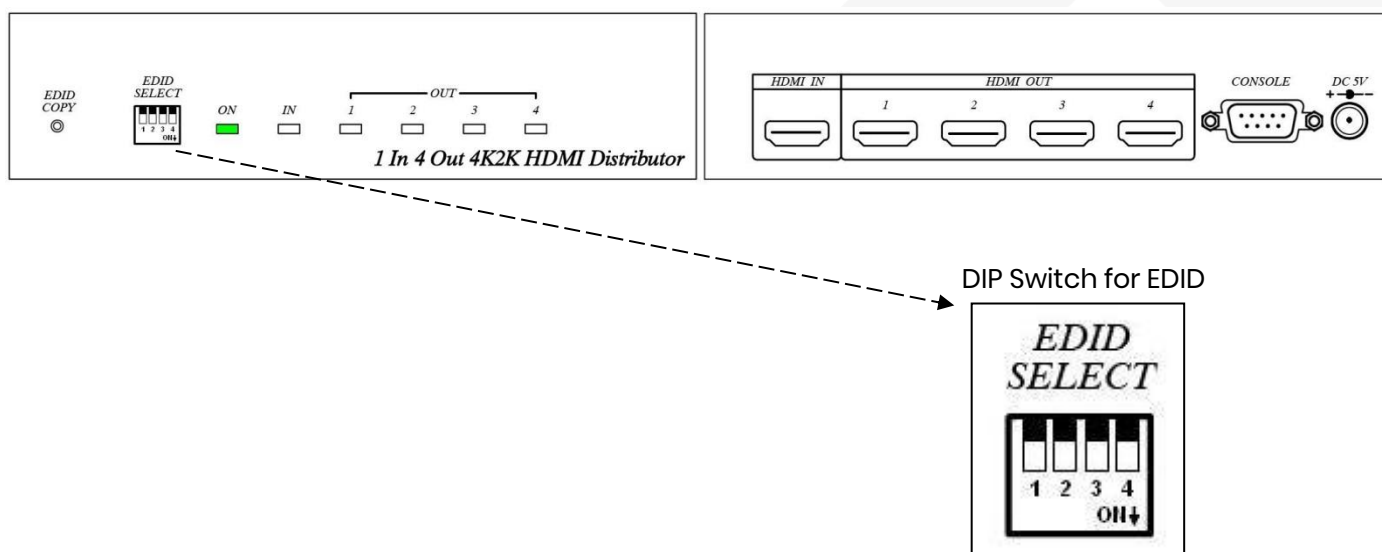 EDID
COPY
EDID
SELECT
1 2 3 4
ON↓
ON
IN
OUT
1 2 3 4
1 In 4 Out 4K2K HDMI Distributor
HDMI IN
HDMI OUT
1 2 3 4
CONSOLE
DC 5V
+ −
DIP Switch for EDID
EDID
SELECT
1 2 3 4
ON↓